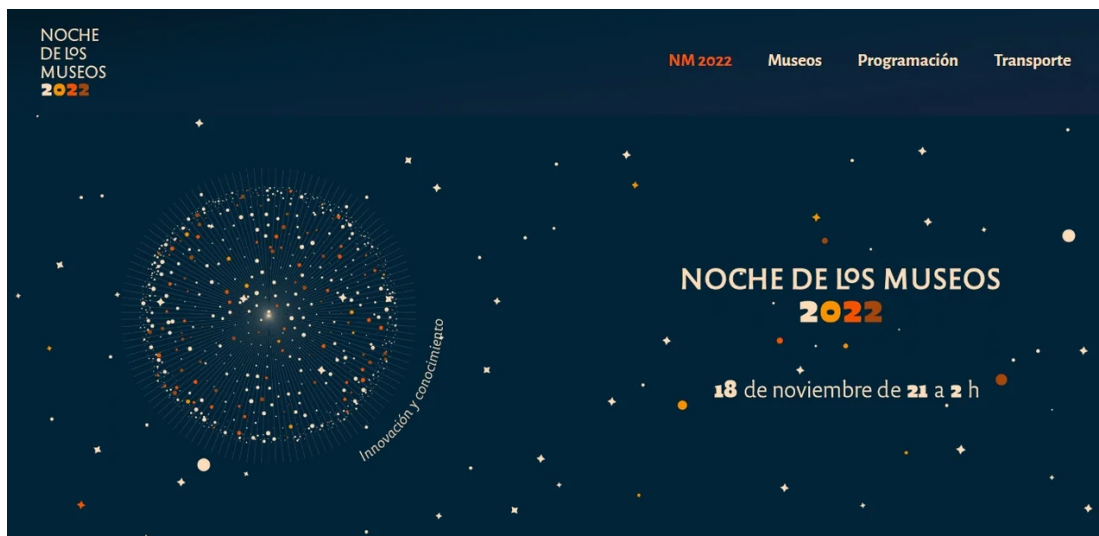 NOCHE
DE LOS
MUSEOS
2022
NM 2022 Museos Programación Transporte
NOCHE DE LOS MUSEOS
2022
18 de noviembre de 21 a 2 h
Innovación y conocimiento